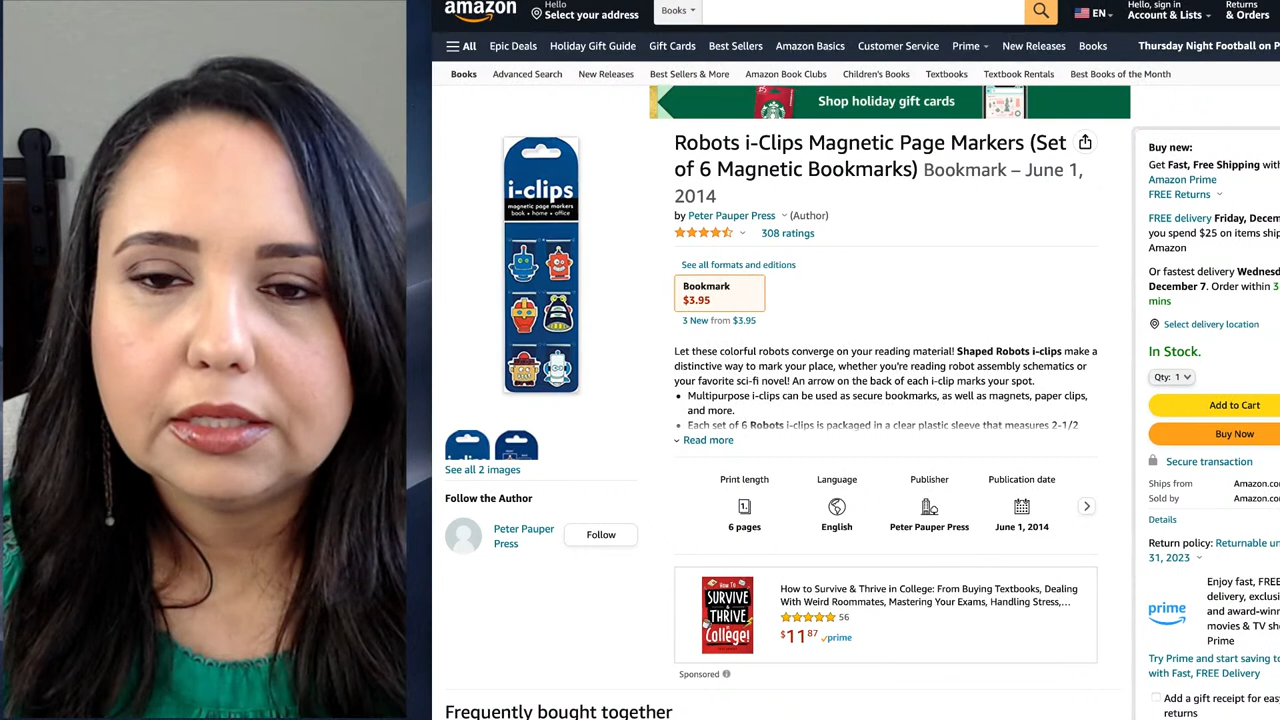 amazon
Hello
Select your address
Books
EN
Hello, sign in
Account & Lists
Returns
& Orders
All
Epic Deals
Holiday Gift Guide
Gift Cards
Best Sellers
Amazon Basics
Customer Service
Prime
New Releases
Books
Thursday Night Football on P
Books
Advanced Search
New Releases
Best Sellers & More
Amazon Book Clubs
Children's Books
Textbooks
Textbook Rentals
Best Books of the Month
Shop holiday gift cards
i-clips
magnetic page markers
book • home • office
See all 2 images
Follow the Author
Peter Pauper
Press
Follow
Robots i-Clips Magnetic Page Markers (Set
of 6 Magnetic Bookmarks) Bookmark – June 1,
2014
by Peter Pauper Press (Author)
308 ratings
See all formats and editions
Bookmark
$3.95
3 New from $3.95
Let these colorful robots converge on your reading material! Shaped Robots i-clips make a
distinctive way to mark your place, whether you're reading robot assembly schematics or
your favorite sci-fi novel! An arrow on the back of each i-clip marks your spot.
• Multipurpose i-clips can be used as secure bookmarks, as well as magnets, paper clips,
and more.
• Each set of 6 Robots i-clips is packaged in a clear plastic sleeve that measures 2-1/2
Read more
Print length
6 pages
Language
English
Publisher
Peter Pauper Press
Publication date
June 1, 2014
HOW TO
SURVIVE
&
THRIVE
IN
College!
How to Survive & Thrive in College: From Buying Textbooks, Dealing
With Weird Roommates, Mastering Your Exams, Handling Stress,...
56
$11 87 prime
Sponsored
Frequently bought together
Buy new:
Get Fast, Free Shipping with
Amazon Prime
FREE Returns
FREE delivery Friday, Decem
you spend $25 on items ship
Amazon
Or fastest delivery Wednesd
December 7. Order within 3
mins
Select delivery location
In Stock.
Qty: 1
Add to Cart
Buy Now
Secure transaction
Ships from
Amazon.co
Sold by
Amazon.co
Details
Return policy: Returnable un
31, 2023
prime
Enjoy fast, FREE
delivery, exclusi
and award-winn
movies & TV sho
Prime
Try Prime and start saving to
with Fast, FREE Delivery
Add a gift receipt for eas
returns